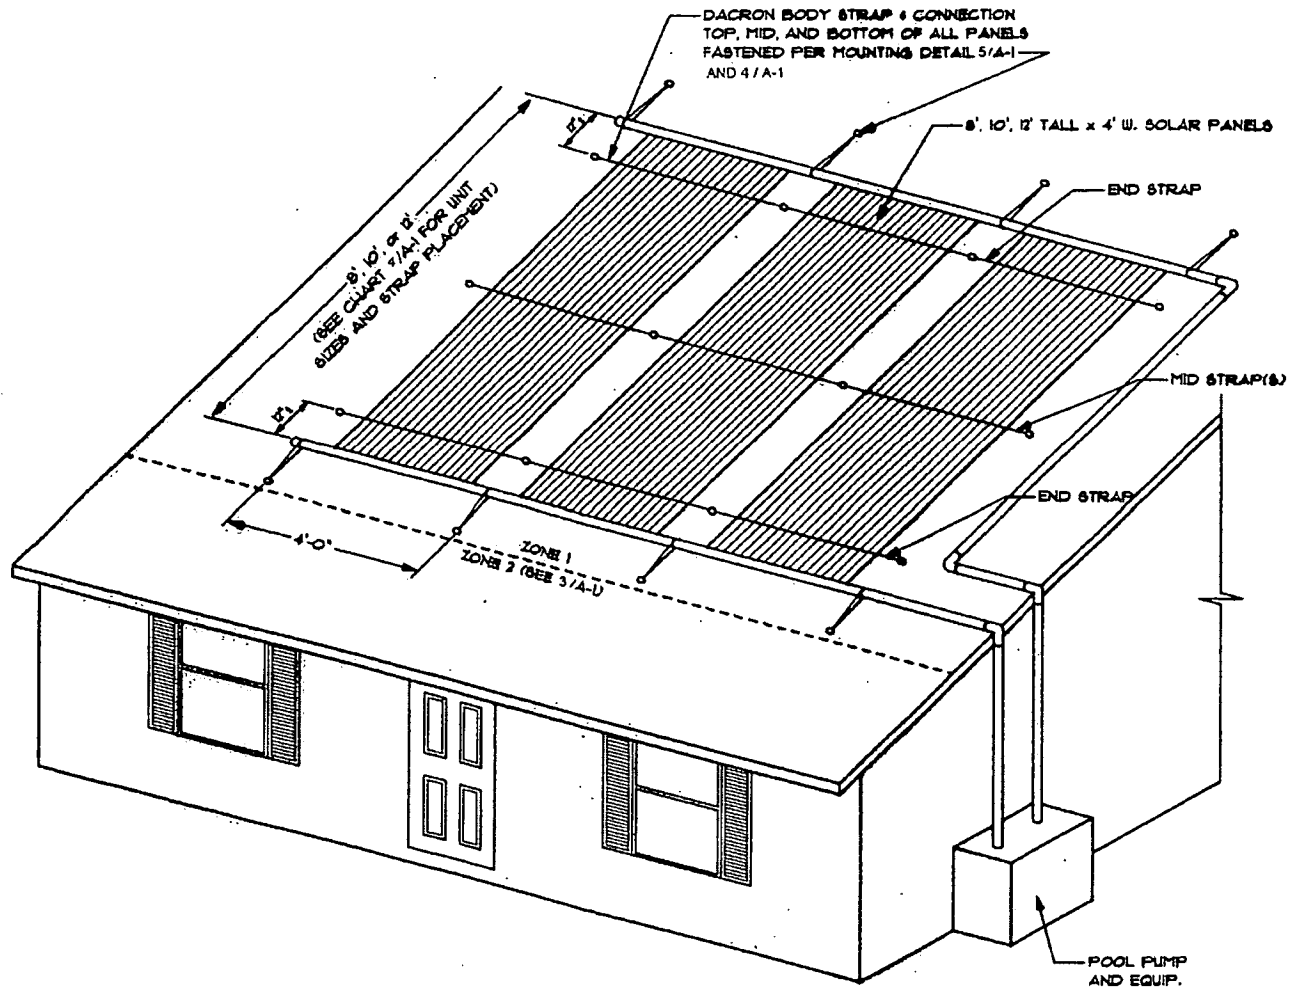 DACRON BODY STRAP & CONNECTION
TOP, MID, AND BOTTOM OF ALL PANELS
FASTENED PER MOUNTING DETAIL 5/A-1
AND 4/A-1
12"±
8', 10', 12' TALL x 4' W. SOLAR PANELS
END STRAP
8', 10', or 12'
(SEE CHART 7/A-1 FOR UNIT
SIZES AND STRAP PLACEMENT)
MID STRAP(S)
12"±
END STRAP
4'-0"
ZONE 1
ZONE 2 (SEE 3/A-1)
POOL PUMP
AND EQUIP.